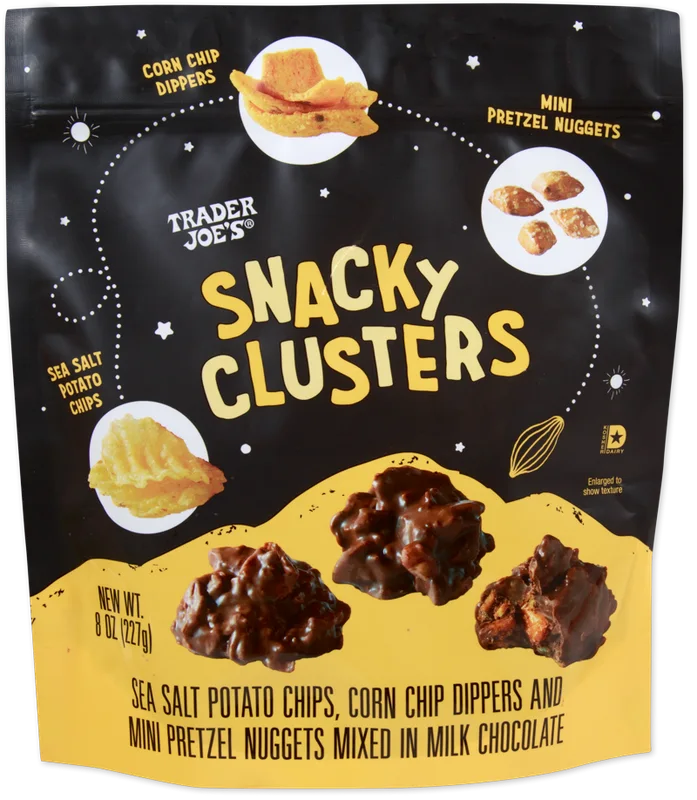 CORN CHIP
DIPPERS
MINI
PRETZEL NUGGETS
TRADER
JOE'S®
SNACKY
CLUSTERS
SEA SALT
POTATO
CHIPS
KOSHER
D
DAIRY
Enlarged to
show texture
NEW WT.
8 OZ (227g)
SEA SALT POTATO CHIPS, CORN CHIP DIPPERS AND
MINI PRETZEL NUGGETS MIXED IN MILK CHOCOLATE